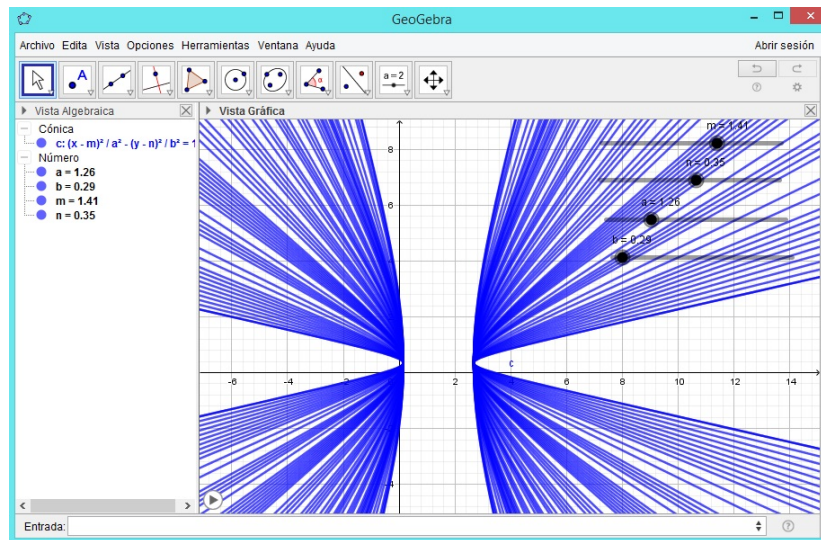 GeoGebra
Archivo Edita Vista Opciones Herramientas Ventana Ayuda
Abrir sesión
A
α
a = 2
Vista Algebraica
Vista Gráfica
Cónica
c: (x - m)² / a² - (y - n)² / b² = 1
Número
a = 1.26
b = 0.29
m = 1.41
n = 0.35
m = 1.41
n = 0.35
a = 1.26
b = 0.29
8
6
-4
c
-6 -4 -2 2 4 6 8 10 12 14
Entrada: